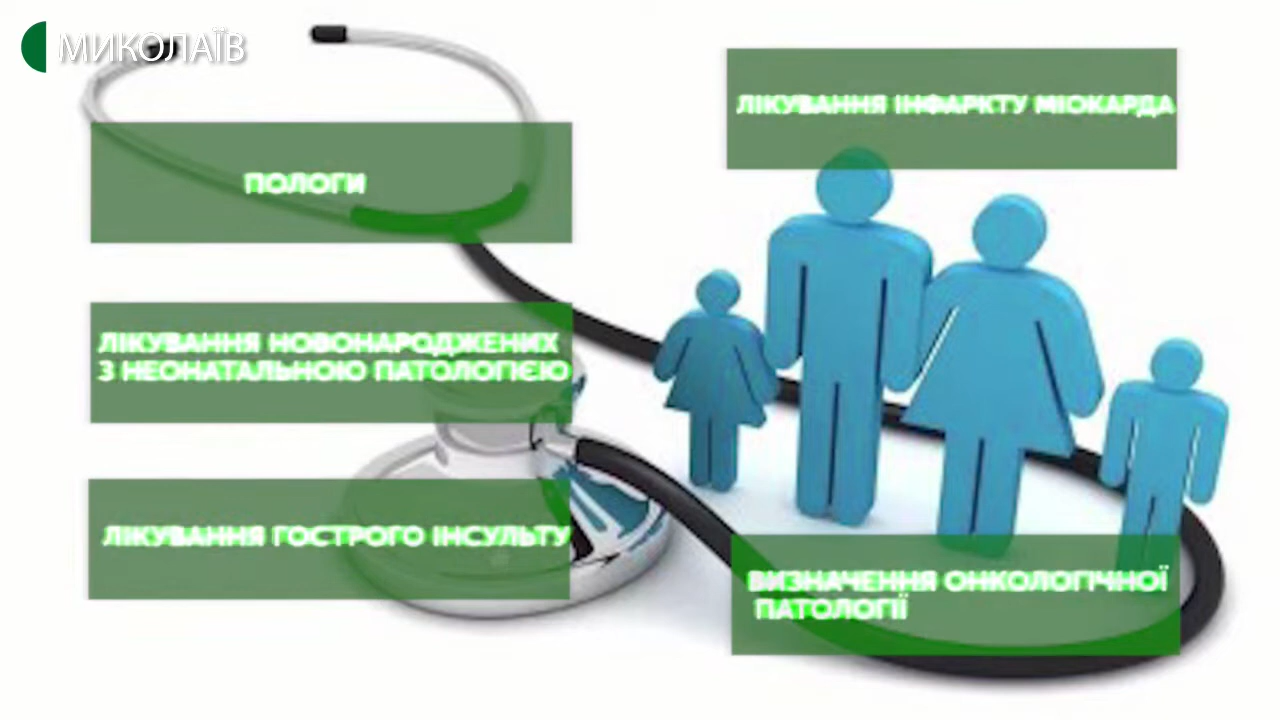 МИКОЛАЇВ
ПОЛОГИ
ЛІКУВАННЯ НОВОНАРОДЖЕНИХ
З НЕОНАТАЛЬНОЮ ПАТОЛОГІЄЮ
ЛІКУВАННЯ ГОСТРОГО ІНСУЛЬТУ
ЛІКУВАННЯ ІНФАРКТУ МІОКАРДА
ВИЗНАЧЕННЯ ОНКОЛОГІЧНОЇ
ПАТОЛОГІЇ